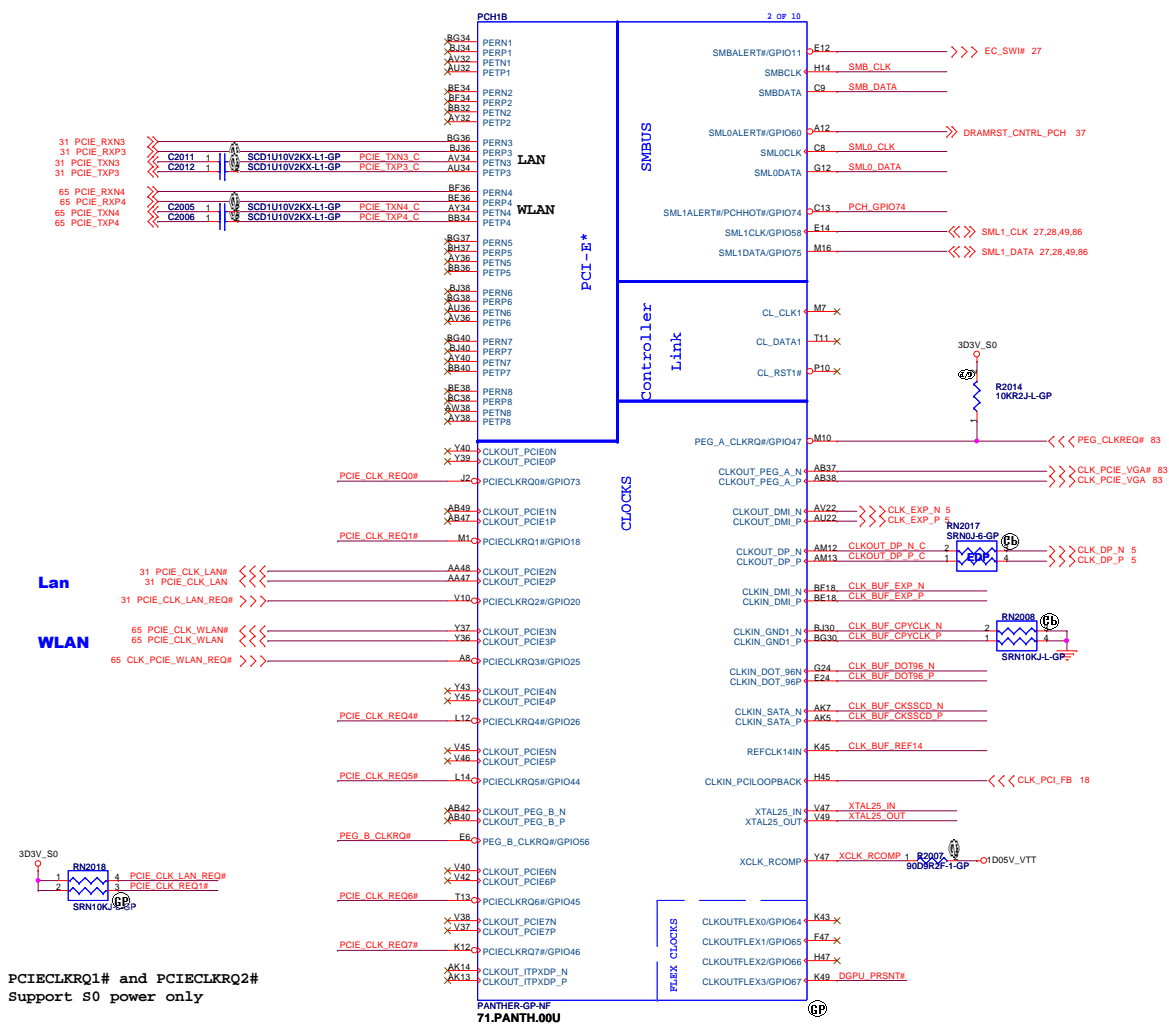 PCH1B
2 OF 10
BG34 PERN1
BJ34 PERP1
AV32 PETN1
AU32 PETP1
BE34 PERN2
BF34 PERP2
BB32 PETN2
AY32 PETP2
31 PCIE_RXN3 BG36 PERN3
31 PCIE_RXP3 BJ36 PERP3
31 PCIE_TXN3 C2011 1 SCD1U10V2KX-L1-GP PCIE_TXN3_C AV34 PETN3
31 PCIE_TXP3 C2012 1 SCD1U10V2KX-L1-GP PCIE_TXP3_C AU34 PETP3
LAN
65 PCIE_RXN4 BF36 PERN4
65 PCIE_RXP4 BE36 PERP4
65 PCIE_TXN4 C2005 1 SCD1U10V2KX-L1-GP PCIE_TXN4_C AY34 PETN4
65 PCIE_TXP4 C2006 1 SCD1U10V2KX-L1-GP PCIE_TXP4_C BB34 PETP4
WLAN
BG37 PERN5
BH37 PERP5
AY36 PETN5
BB36 PETP5
BJ38 PERN6
BG38 PERP6
AU36 PETN6
AV36 PETP6
BG40 PERN7
BJ40 PERP7
AY40 PETN7
BB40 PETP7
BE38 PERN8
BC38 PERP8
AW38 PETN8
AY38 PETP8
PCI-E*
SMBUS
Controller
Link
CLOCKS
FLEX CLOCKS
Y40 CLKOUT_PCIE0N
Y39 CLKOUT_PCIE0P
PCIE_CLK_REQ0# J2 PCIECLKRQ0#/GPIO73
AB49 CLKOUT_PCIE1N
AB47 CLKOUT_PCIE1P
PCIE_CLK_REQ1# M1 PCIECLKRQ1#/GPIO18
Lan
31 PCIE_CLK_LAN# AA48 CLKOUT_PCIE2N
31 PCIE_CLK_LAN AA47 CLKOUT_PCIE2P
31 PCIE_CLK_LAN_REQ# V10 PCIECLKRQ2#/GPIO20
WLAN
65 PCIE_CLK_WLAN# Y37 CLKOUT_PCIE3N
65 PCIE_CLK_WLAN Y36 CLKOUT_PCIE3P
65 CLK_PCIE_WLAN_REQ# A8 PCIECLKRQ3#/GPIO25
Y43 CLKOUT_PCIE4N
Y45 CLKOUT_PCIE4P
PCIE_CLK_REQ4# L12 PCIECLKRQ4#/GPIO26
V45 CLKOUT_PCIE5N
V46 CLKOUT_PCIE5P
PCIE_CLK_REQ5# L14 PCIECLKRQ5#/GPIO44
AB42 CLKOUT_PEG_B_N
AB40 CLKOUT_PEG_B_P
PEG_B_CLKRQ# E6 PEG_B_CLKRQ#/GPIO56
V40 CLKOUT_PCIE6N
V42 CLKOUT_PCIE6P
PCIE_CLK_REQ6# T13 PCIECLKRQ6#/GPIO45
V38 CLKOUT_PCIE7N
V37 CLKOUT_PCIE7P
PCIE_CLK_REQ7# K12 PCIECLKRQ7#/GPIO46
AK14 CLKOUT_ITPXDP_N
AK13 CLKOUT_ITPXDP_P
SMBALERT#/GPIO11 E12 EC_SWI# 27
SMBCLK H14 SMB_CLK
SMBDATA C9 SMB_DATA
SML0ALERT#/GPIO60 A12 DRAMRST_CNTRL_PCH 37
SML0CLK C8 SML0_CLK
SML0DATA G12 SML0_DATA
SML1ALERT#/PCHHOT#/GPIO74 C13 PCH_GPIO74
SML1CLK/GPIO58 E14 SML1_CLK 27,28,49,86
SML1DATA/GPIO75 M16 SML1_DATA 27,28,49,86
CL_CLK1 M7
CL_DATA1 T11
CL_RST1# P10
3D3V_S0
R2014
10KR2J-L-GP
1
PEG_A_CLKRQ#/GPIO47 M10 PEG_CLKREQ# 83
CLKOUT_PEG_A_N AB37 CLK_PCIE_VGA# 83
CLKOUT_PEG_A_P AB38 CLK_PCIE_VGA 83
CLKOUT_DMI_N AV22 CLK_EXP_N 5
CLKOUT_DMI_P AU22 CLK_EXP_P 5
RN2017
SRN0J-6-GP
CLKOUT_DP_N AM12 CLKOUT_DP_N_C 2 CLK_DP_N 5
CLKOUT_DP_P AM13 CLKOUT_DP_P_C 1 EDP 4 CLK_DP_P 5
CLKIN_DMI_N BF18 CLK_BUF_EXP_N
CLKIN_DMI_P BE18 CLK_BUF_EXP_P
RN2008
CLKIN_GND1_N BJ30 CLK_BUF_CPYCLK_N 2
CLKIN_GND1_P BG30 CLK_BUF_CPYCLK_P 1 4
SRN10KJ-L-GP
CLKIN_DOT_96N G24 CLK_BUF_DOT96_N
CLKIN_DOT_96P E24 CLK_BUF_DOT96_P
CLKIN_SATA_N AK7 CLK_BUF_CKSSCD_N
CLKIN_SATA_P AK5 CLK_BUF_CKSSCD_P
REFCLK14IN K45 CLK_BUF_REF14
CLKIN_PCILOOPBACK H45 CLK_PCI_FB 18
XTAL25_IN V47 XTAL25_IN
XTAL25_OUT V49 XTAL25_OUT
XCLK_RCOMP Y47 XCLK_RCOMP 1 R2007 1D05V_VTT
90D9R2F-1-GP
CLKOUTFLEX0/GPIO64 K43
CLKOUTFLEX1/GPIO65 F47
CLKOUTFLEX2/GPIO66 H47
CLKOUTFLEX3/GPIO67 K49 DGPU_PRSNT#
3D3V_S0
RN2018
1 4 PCIE_CLK_LAN_REQ#
2 3 PCIE_CLK_REQ1#
GP
PCIECLKRQ1# and PCIECLKRQ2#
Support S0 power only
PANTHER-GP-NF
71.PANTH.00U
GP